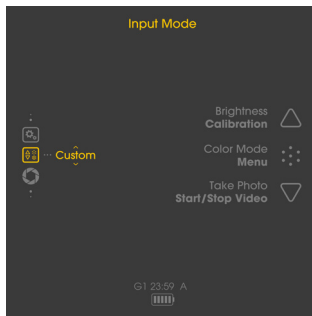 Input Mode
Brightness
Calibration
Custom
Color Mode
Menu
Take Photo
Start/Stop Video
G1 23:59 A